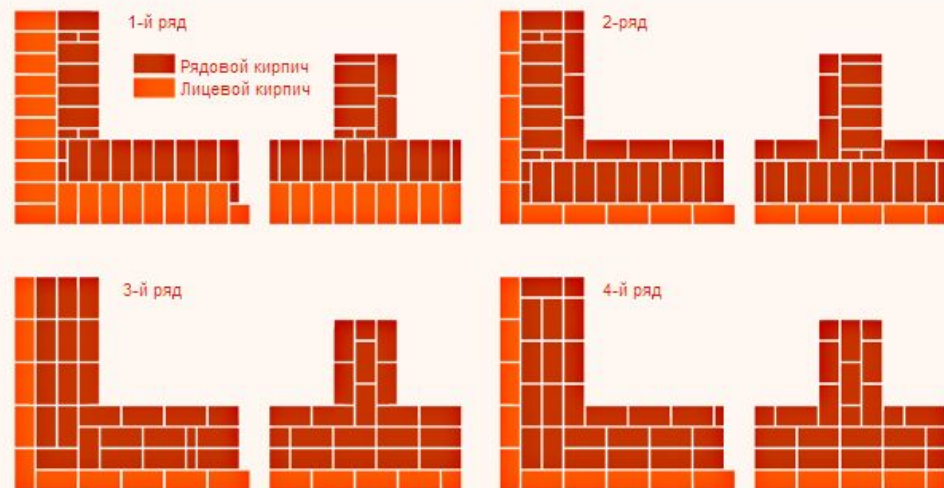 1-й ряд
2-ряд
Рядовой кирпич
Лицевой кирпич
3-й ряд
4-й ряд